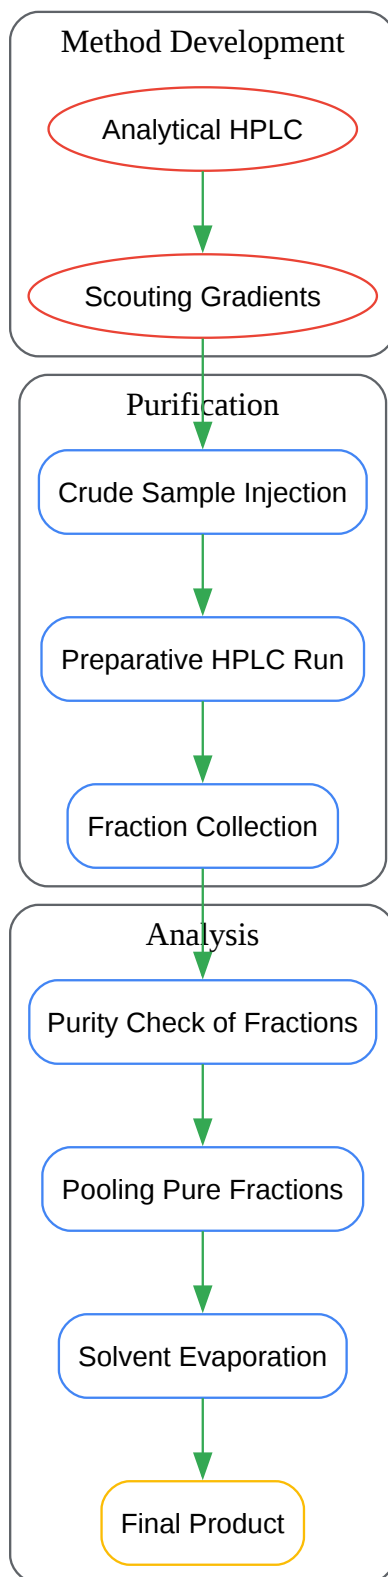 Method Development
Analytical HPLC
Scouting Gradients
Purification
Crude Sample Injection
Preparative HPLC Run
Fraction Collection
Analysis
Purity Check of Fractions
Pooling Pure Fractions
Solvent Evaporation
Final Product